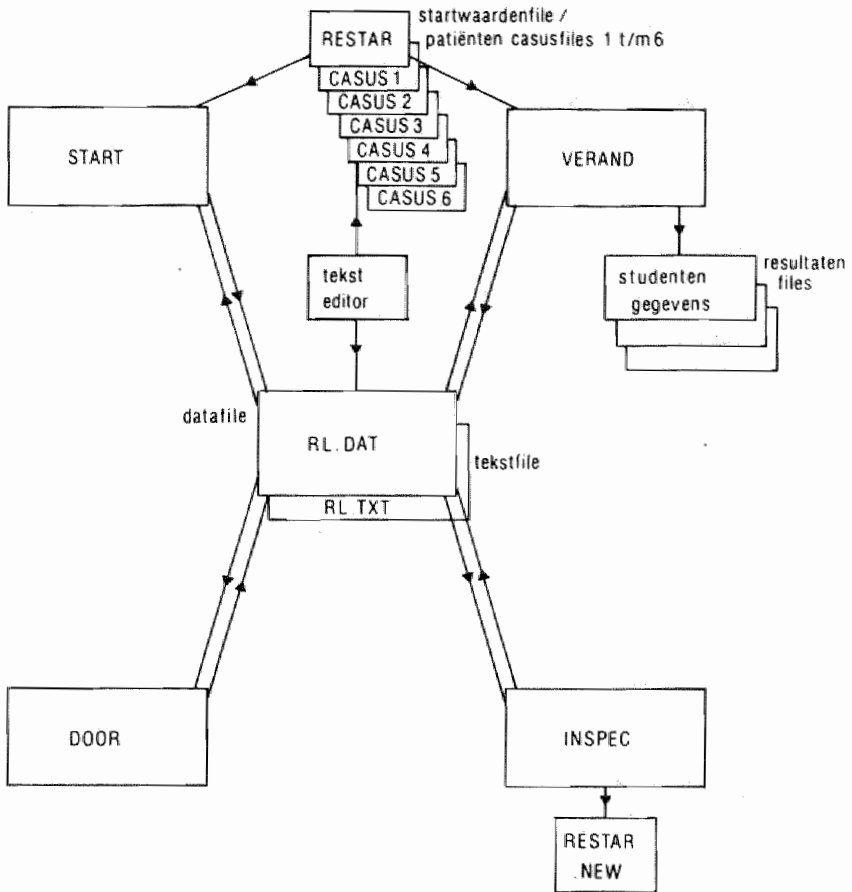 startwaardenfile /
patiënten casusfiles 1 t/m 6
RESTAR
CASUS 1
CASUS 2
CASUS 3
CASUS 4
CASUS 5
CASUS 6
START
VERAND
tekst
editor
studenten
gegevens
resultaten
files
datafile
RL.DAT
tekstfile
RL.TXT
DOOR
INSPEC
RESTAR
.NEW